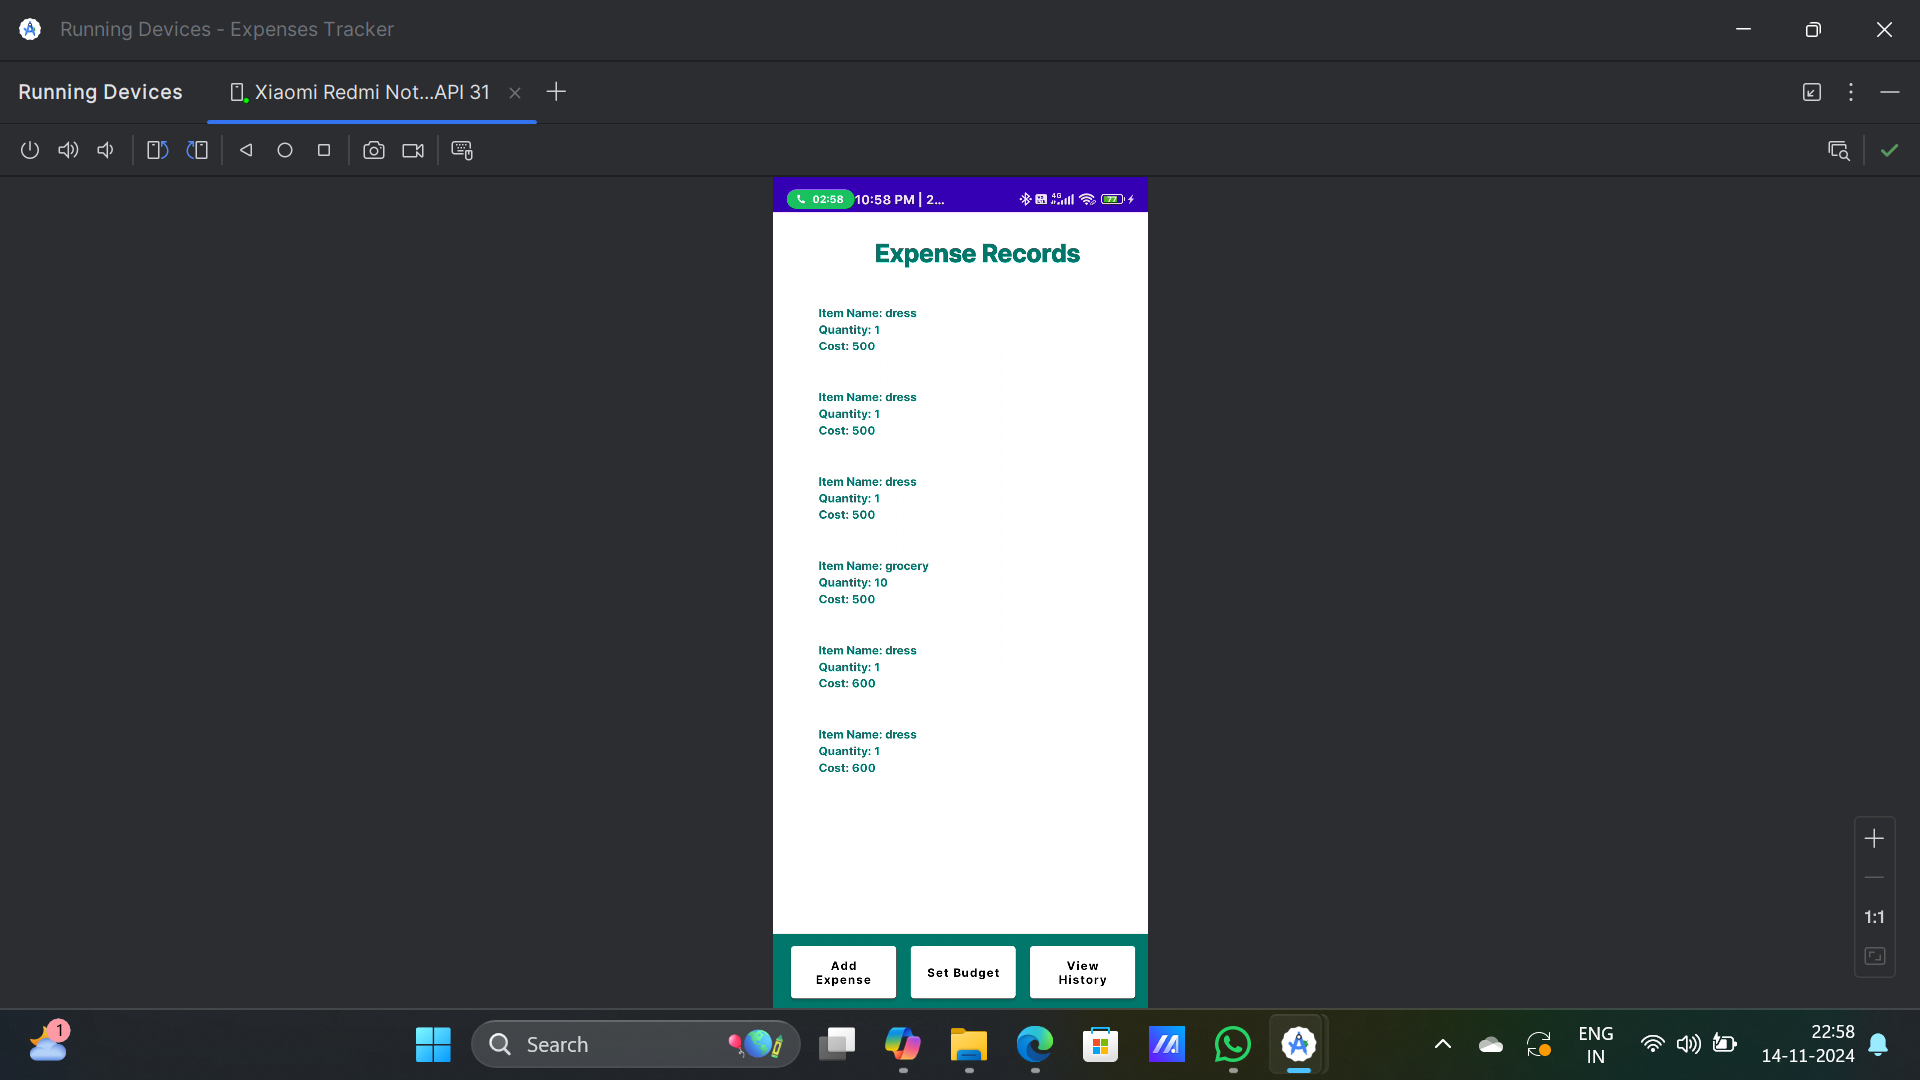 Running Devices - Expenses Tracker
Running Devices
Xiaomi Redmi Not...API 31
02:58
10:58 PM | 2...
4G
77
Expense Records
Item Name: dress
Quantity: 1
Cost: 500
Item Name: dress
Quantity: 1
Cost: 500
Item Name: dress
Quantity: 1
Cost: 500
Item Name: grocery
Quantity: 10
Cost: 500
Item Name: dress
Quantity: 1
Cost: 600
Item Name: dress
Quantity: 1
Cost: 600
1:1
Add
Expense
Set Budget
View
History
1
Search
ENG
IN
22:58
14-11-2024